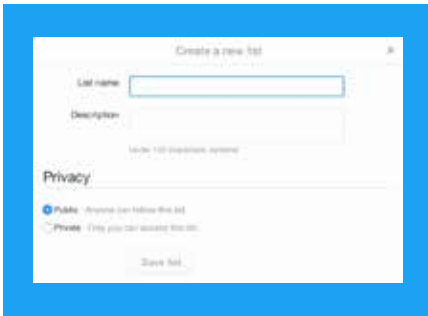 Create a new list
×
List name
Description
Under 100 characters, optional
Privacy
Public · Anyone can follow this list
Private · Only you can access this list
Save list